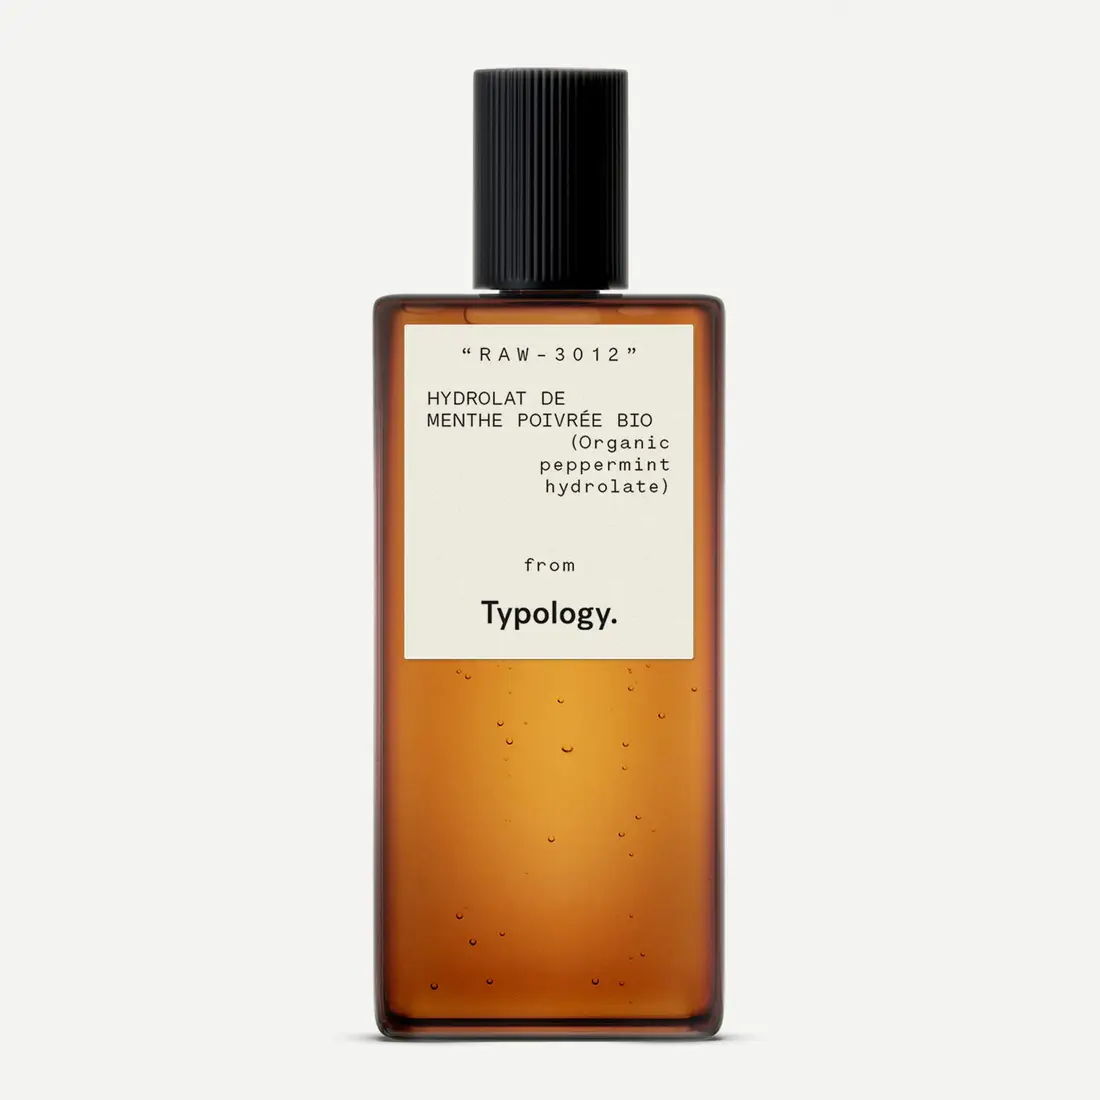 “RAW-3012”
HYDROLAT DE
MENTHE POIVRÉE BIO
(Organic
peppermint
hydrolate)
from
Typology.